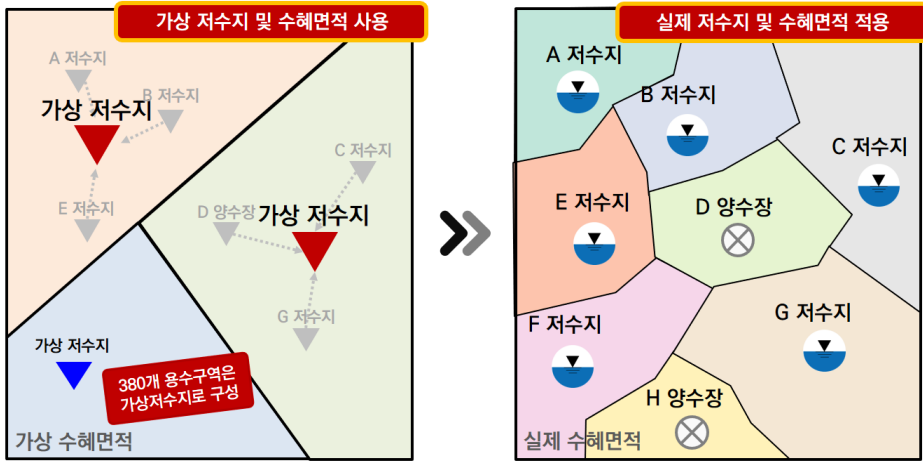 가상 저수지 및 수혜면적 사용
A 저수지
B 저수지
가상 저수지
E 저수지
C 저수지
D 양수장
가상 저수지
G 저수지
가상 저수지
380개 용수구역은
가상저수지로 구성
가상 수혜면적
실제 저수지 및 수혜면적 적용
A 저수지
B 저수지
C 저수지
E 저수지
D 양수장
F 저수지
G 저수지
H 양수장
실제 수혜면적